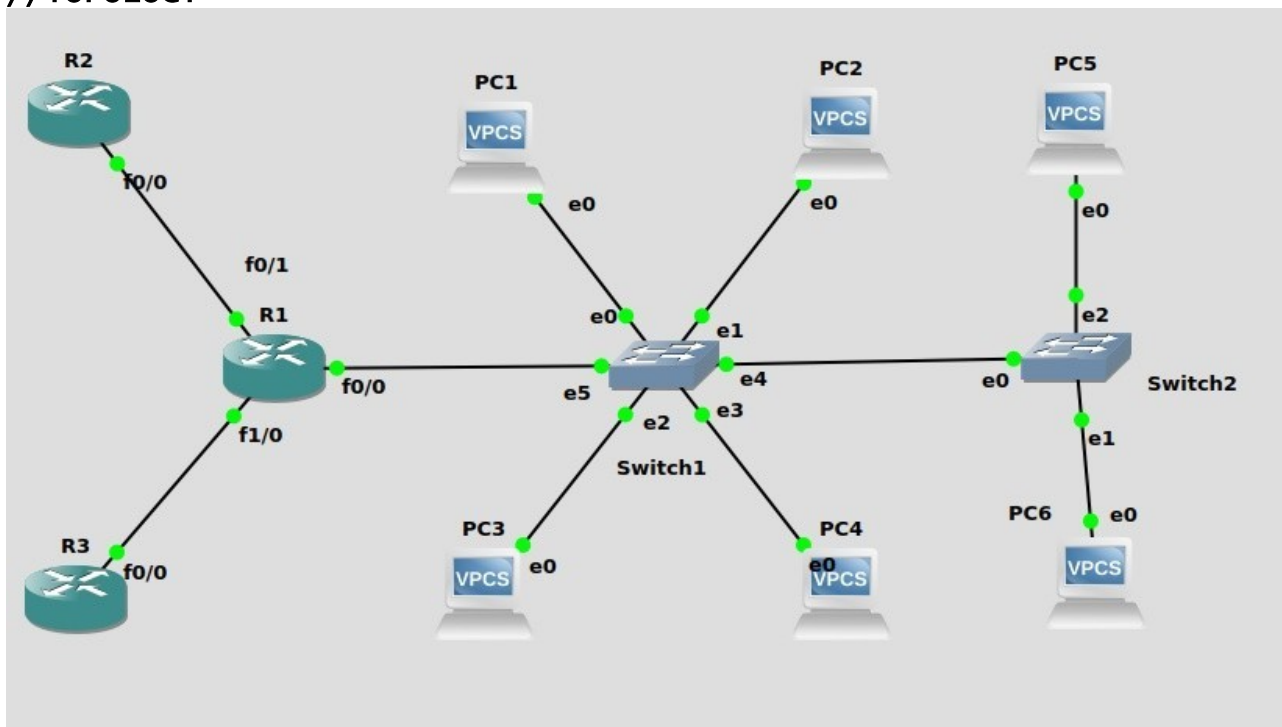 R2
PC1
PC2
PC5
VPCS
VPCS
VPCS
f0/0
e0
e0
e0
f0/1
R1
e0
e1
e2
f0/0
e5
e4
e0
Switch2
f1/0
e2
e3
e1
Switch1
R3
PC3
PC4
PC6
e0
f0/0
e0
e0
VPCS
VPCS
VPCS